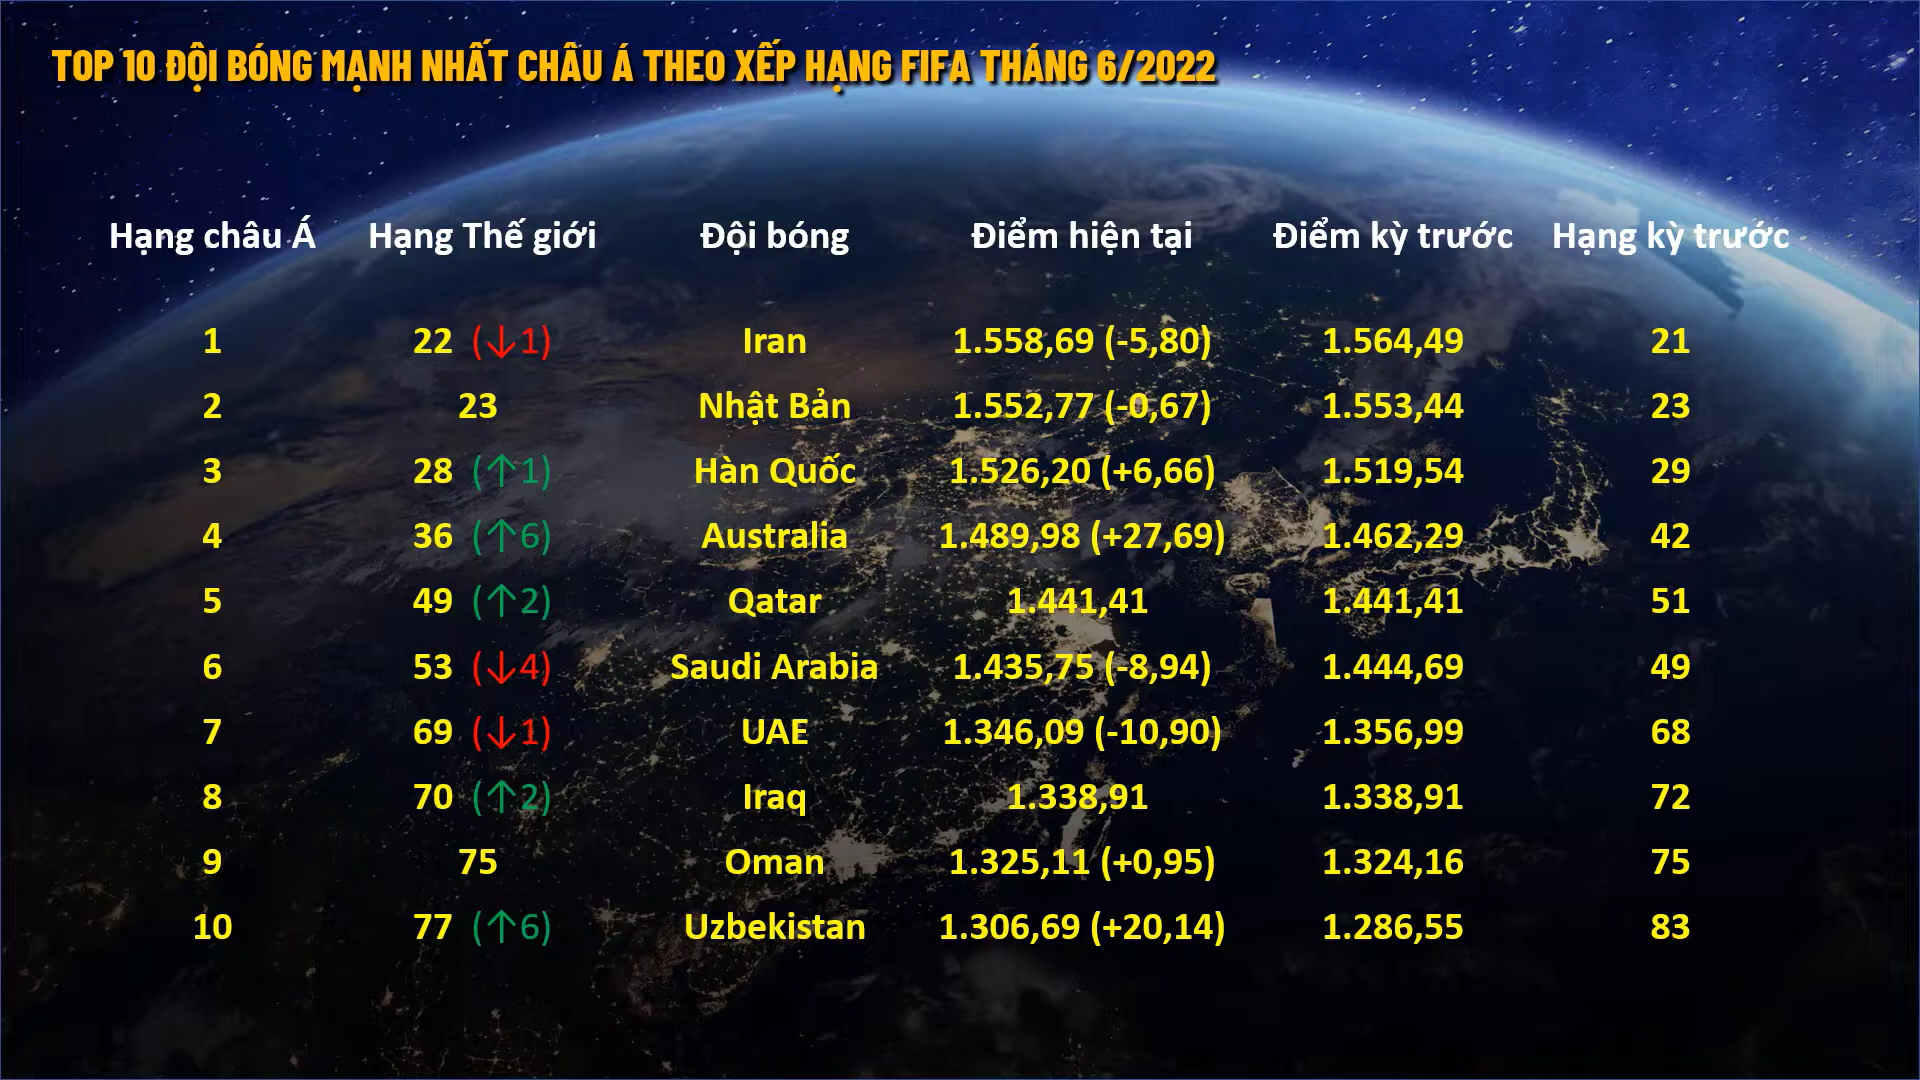 TOP 10 ĐỘI BÓNG MẠNH NHẤT CHÂU Á THEO XẾP HẠNG FIFA THÁNG 6/2022
Hạng châu Á Hạng Thế giới Đội bóng Điểm hiện tại Điểm kỳ trước Hạng kỳ trước
1 22 (↓1) Iran 1.558,69 (-5,80) 1.564,49 21
2 23 Nhật Bản 1.552,77 (-0,67) 1.553,44 23
3 28 (↑1) Hàn Quốc 1.526,20 (+6,66) 1.519,54 29
4 36 (↑6) Australia 1.489,98 (+27,69) 1.462,29 42
5 49 (↑2) Qatar 1.441,41 1.441,41 51
6 53 (↓4) Saudi Arabia 1.435,75 (-8,94) 1.444,69 49
7 69 (↓1) UAE 1.346,09 (-10,90) 1.356,99 68
8 70 (↑2) Iraq 1.338,91 1.338,91 72
9 75 Oman 1.325,11 (+0,95) 1.324,16 75
10 77 (↑6) Uzbekistan 1.306,69 (+20,14) 1.286,55 83